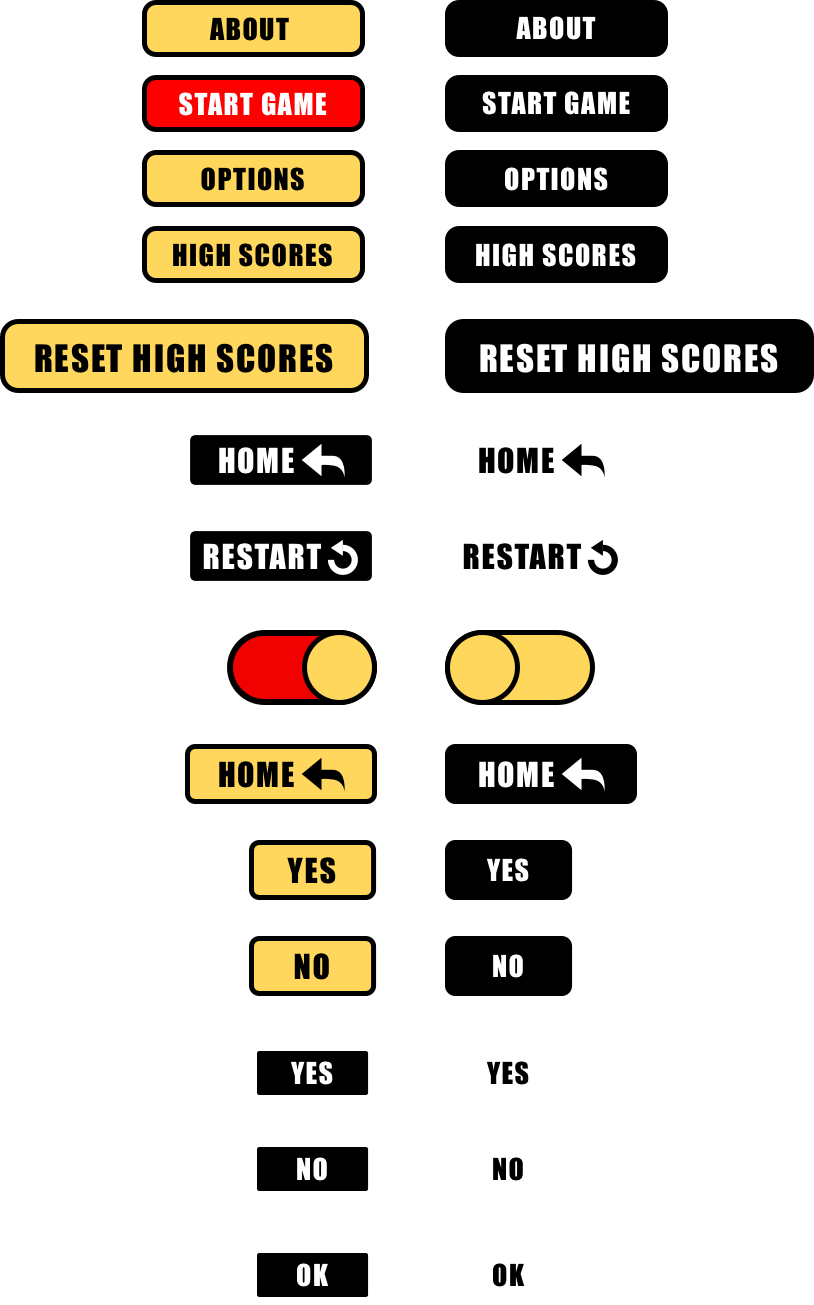 ABOUT ABOUT
START GAME START GAME
OPTIONS OPTIONS
HIGH SCORES HIGH SCORES
RESET HIGH SCORES RESET HIGH SCORES
HOME HOME
RESTART RESTART
HOME HOME
YES YES
NO NO
YES YES
NO NO
OK OK